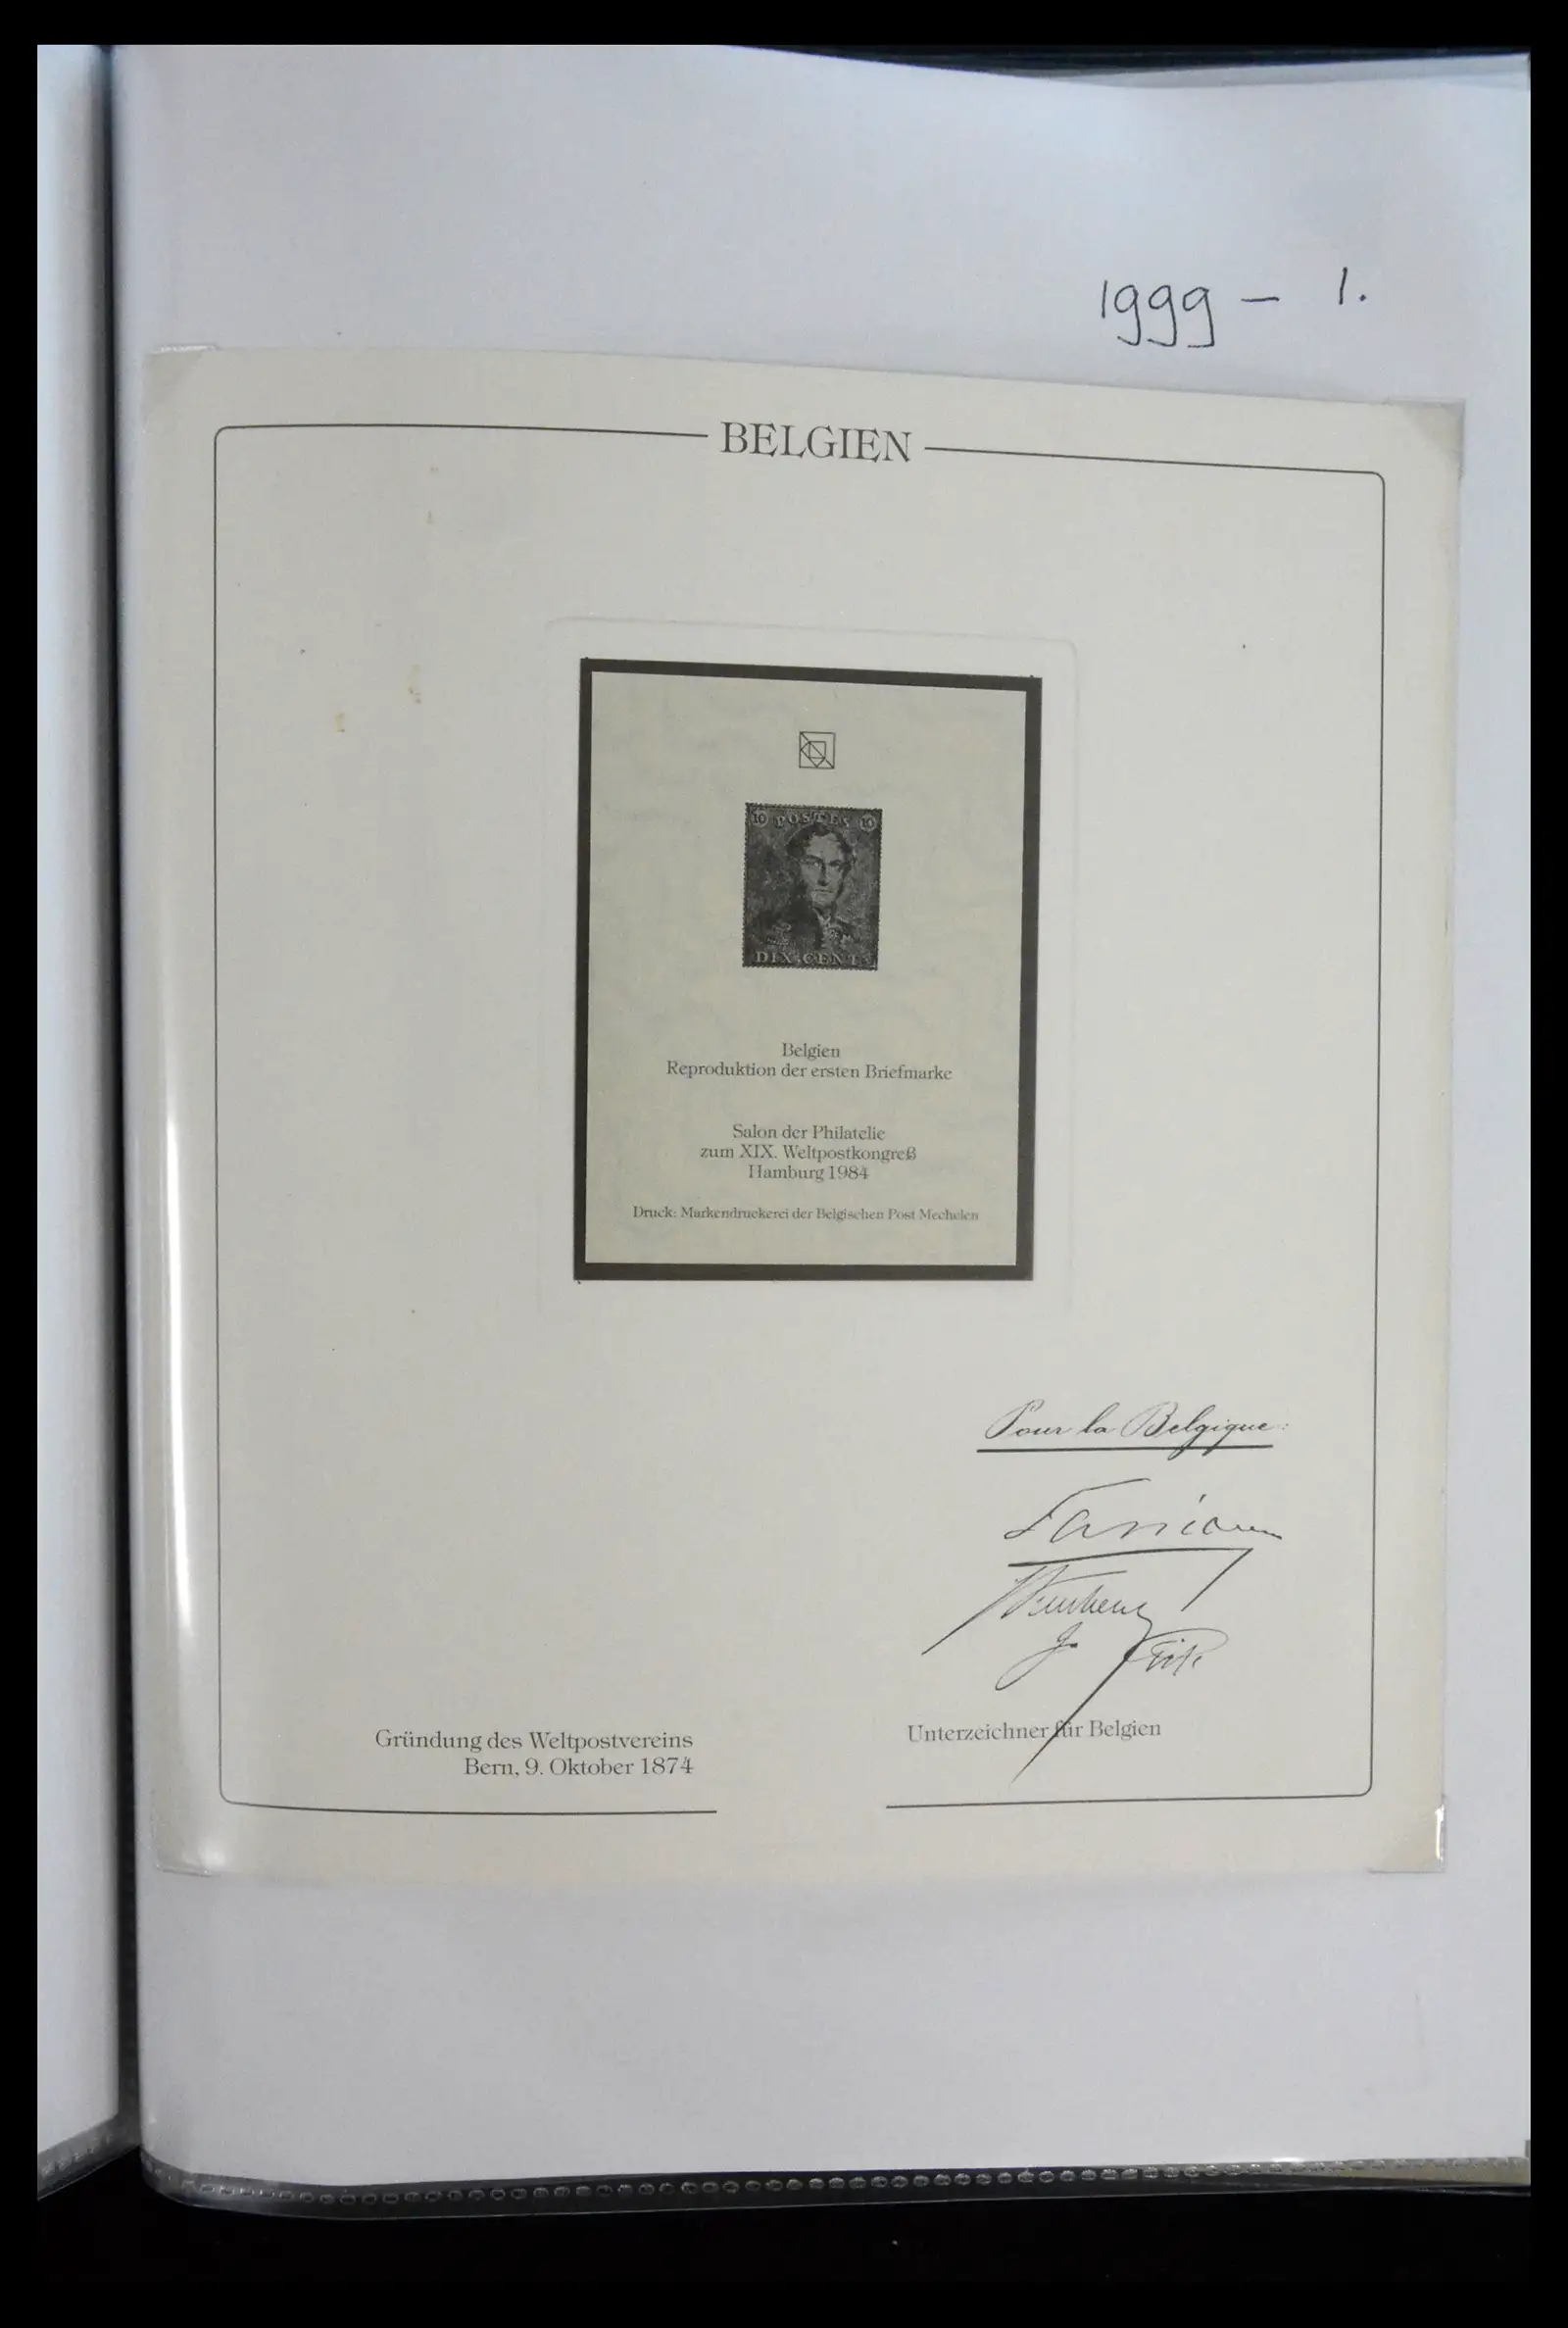 1999 - 1.
BELGIEN
10 POSTES 10
DIX CENTS
Belgien
Reproduktion der ersten Briefmarke
Salon der Philatelie
zum XIX. Weltpostkongreß
Hamburg 1984
Druck: Markendruckerei der Belgischen Post Mechelen
Pour la Belgique:
Gründung des Weltpostvereins
Bern, 9. Oktober 1874
Unterzeichner für Belgien